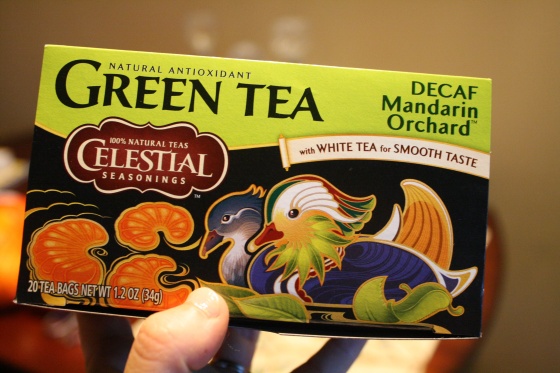 NATURAL ANTIOXIDANT
GREEN TEA
DECAF
Mandarin
Orchard™
with WHITE TEA for SMOOTH TASTE
100% NATURAL TEAS
CELESTIAL
SEASONINGS™
20 TEA BAGS NET WT 1.2 OZ (34g)